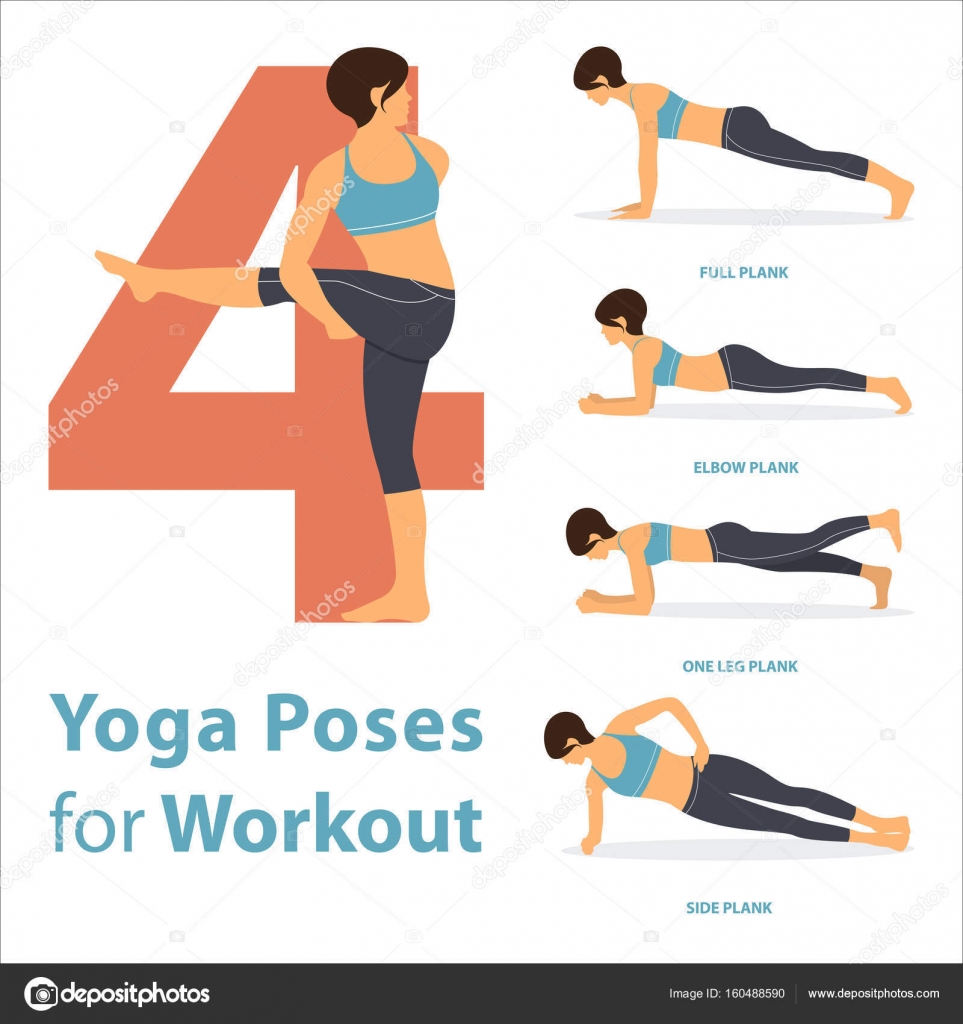 4
Yoga Poses
for Workout
FULL PLANK
ELBOW PLANK
ONE LEG PLANK
SIDE PLANK
depositphotos
Image ID: 160488590
www.depositphotos.com